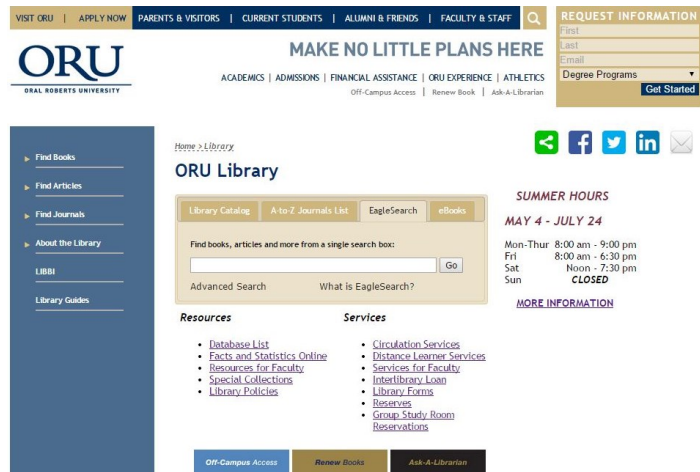 VISIT ORU | APPLY NOW PARENTS & VISITORS | CURRENT STUDENTS | ALUMNI & FRIENDS | FACULTY & STAFF
REQUEST INFORMATION
First
Last
Email
Degree Programs
Get Started
ORU
ORAL ROBERTS UNIVERSITY
MAKE NO LITTLE PLANS HERE
ACADEMICS | ADMISSIONS | FINANCIAL ASSISTANCE | ORU EXPERIENCE | ATHLETICS
Off-Campus Access | Renew Book | Ask-A-Librarian
Find Books
Find Articles
Find Journals
About the Library
LIBBI
Library Guides
Home > Library
ORU Library
Library Catalog A-to-Z Journals List EagleSearch eBooks
Find books, articles and more from a single search box:
Go
Advanced Search What is EagleSearch?
Resources
Database List
Facts and Statistics Online
Resources for Faculty
Special Collections
Library Policies
Services
Circulation Services
Distance Learner Services
Services for Faculty
Interlibrary Loan
Library Forms
Reserves
Group Study Room
Reservations
f in
SUMMER HOURS
MAY 4 - JULY 24
Mon-Thur 8:00 am - 9:00 pm
Fri 8:00 am - 6:30 pm
Sat Noon - 7:30 pm
Sun CLOSED
MORE INFORMATION
Off-Campus Access Renew Books Ask-A-Librarian